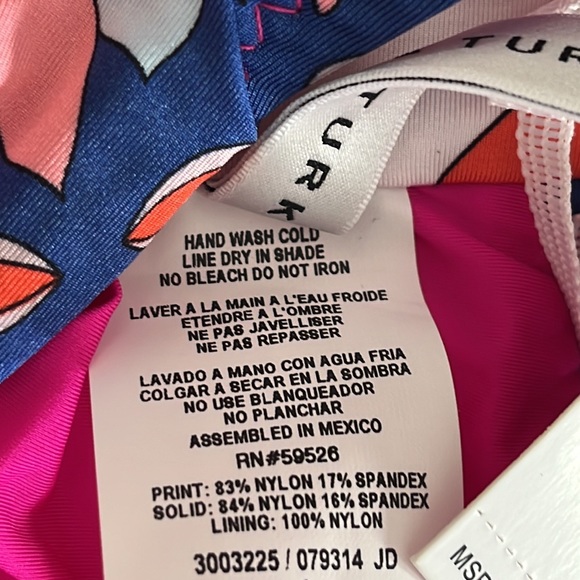 TUR
TURK
HAND WASH COLD
LINE DRY IN SHADE
NO BLEACH DO NOT IRON
LAVER A LA MAIN A L'EAU FROIDE
ETENDRE A L'OMBRE
NE PAS JAVELLISER
NE PAS REPASSER
LAVADO A MANO CON AGUA FRIA
COLGAR A SECAR EN LA SOMBRA
NO USE BLANQUEADOR
NO PLANCHAR
ASSEMBLED IN MEXICO
RN#59526
PRINT: 83% NYLON 17% SPANDEX
SOLID: 84% NYLON 16% SPANDEX
LINING: 100% NYLON
3003225 / 079314 JD